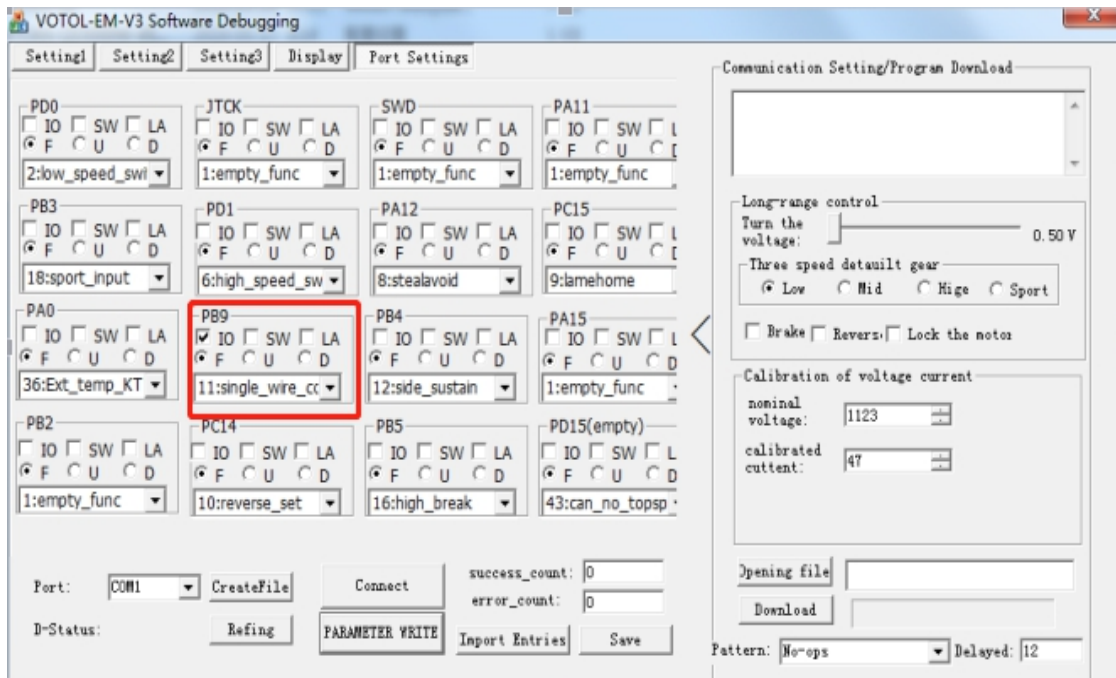 VOTOL-EM-V3 Software Debugging
Setting1 Setting2 Setting3 Display Port Settings
Communication Setting/Program Download
PD0 JTCK SWD PA11
IO SW LA IO SW LA IO SW LA IO SW L
F U D F U D F U D F U D
2:low_speed_swi 1:empty_func 1:empty_func 1:empty_func
PB3 PD1 PA12 PC15
IO SW LA IO SW LA IO SW LA IO SW L
F U D F U D F U D F U D
18:sport_input 6:high_speed_sw 8:stealavoid 9:lamehome
PA0 PB9 PB4 PA15
IO SW LA IO SW LA IO SW LA IO SW L
F U D F U D F U D F U D
36:Ext_temp_KT 11:single_wire_cc 12:side_sustain 1:empty_func
PB2 PC14 PB5 PD15(empty)
IO SW LA IO SW LA IO SW LA IO SW L
F U D F U D F U D F U D
1:empty_func 10:reverse_set 16:high_break 43:can_no_topsp
Port: COM1 CreateFile Connect success_count: 0
error_count: 0
D-Status: Refing PARAMETER WRITE Import Entries Save
Long-range control
Turn the
voltage: 0.50 V
Three speed detauilt gear
Low Mid Hige Sport
Brake Revers Lock the motor
Calibration of voltage current
nominal
voltage: 1123
calibrated
cuttent: 47
Opening file
Download
Pattern: No-ops Delayed: 12